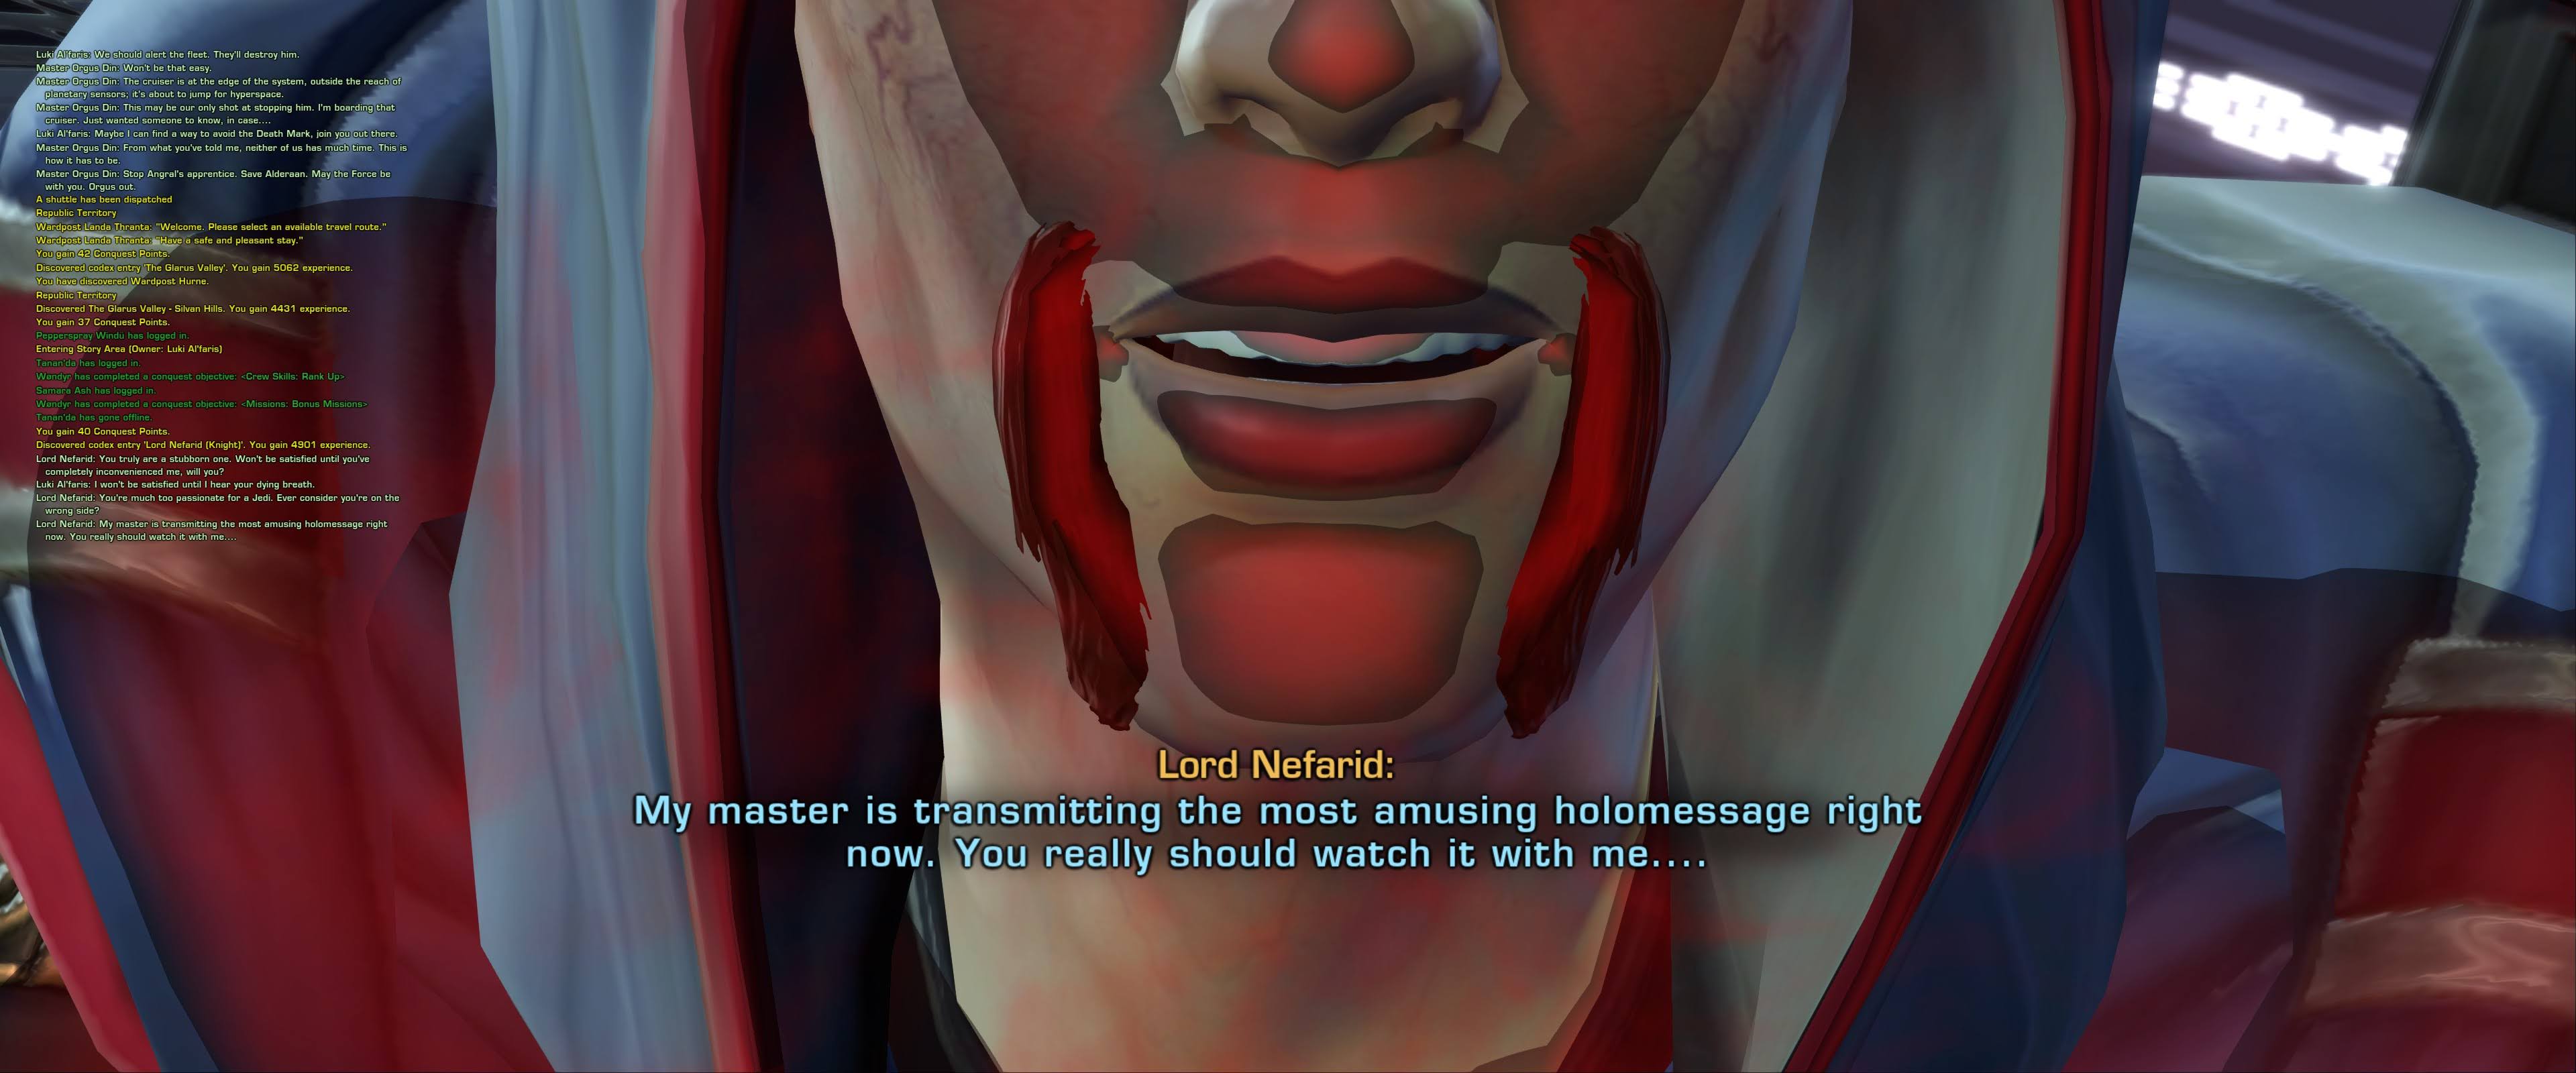 Luki Al'faris: We should alert the fleet. They'll destroy him.
Master Orgus Din: Won't be that easy.
Master Orgus Din: The cruiser is at the edge of the system, outside the reach of
planetary sensors; it's about to jump for hyperspace.
Master Orgus Din: This may be our only shot at stopping him. I'm boarding that
cruiser. Just wanted someone to know, in case....
Luki Al'faris: Maybe I can find a way to avoid the Death Mark, join you out there.
Master Orgus Din: From what you've told me, neither of us has much time. This is
how it has to be.
Master Orgus Din: Stop Angral's apprentice. Save Alderaan. May the Force be
with you. Orgus out.
A shuttle has been dispatched
Republic Territory
Wardpost Landa Thranta: "Welcome. Please select an available travel route."
Wardpost Landa Thranta: "Have a safe and pleasant stay."
You gain 42 Conquest Points.
Discovered codex entry 'The Glarus Valley'. You gain 5062 experience.
You have discovered Wardpost Hurne.
Republic Territory
Discovered The Glarus Valley - Silvan Hills. You gain 4431 experience.
You gain 37 Conquest Points.
Pepperspray Windu has logged in.
Entering Story Area (Owner: Luki Al'faris)
Tanan'da has logged in.
Wøndyr has completed a conquest objective: <Crew Skills: Rank Up>
Samara Ash has logged in.
Wøndyr has completed a conquest objective: <Missions: Bonus Missions>
Tanan'da has gone offline.
You gain 40 Conquest Points.
Discovered codex entry 'Lord Nefarid (Knight)'. You gain 4901 experience.
Lord Nefarid: You truly are a stubborn one. Won't be satisfied until you've
completely inconvenienced me, will you?
Luki Al'faris: I won't be satisfied until I hear your dying breath.
Lord Nefarid: You're much too passionate for a Jedi. Ever consider you're on the
wrong side?
Lord Nefarid: My master is transmitting the most amusing holomessage right
now. You really should watch it with me....
Lord Nefarid:
My master is transmitting the most amusing holomessage right
now. You really should watch it with me....